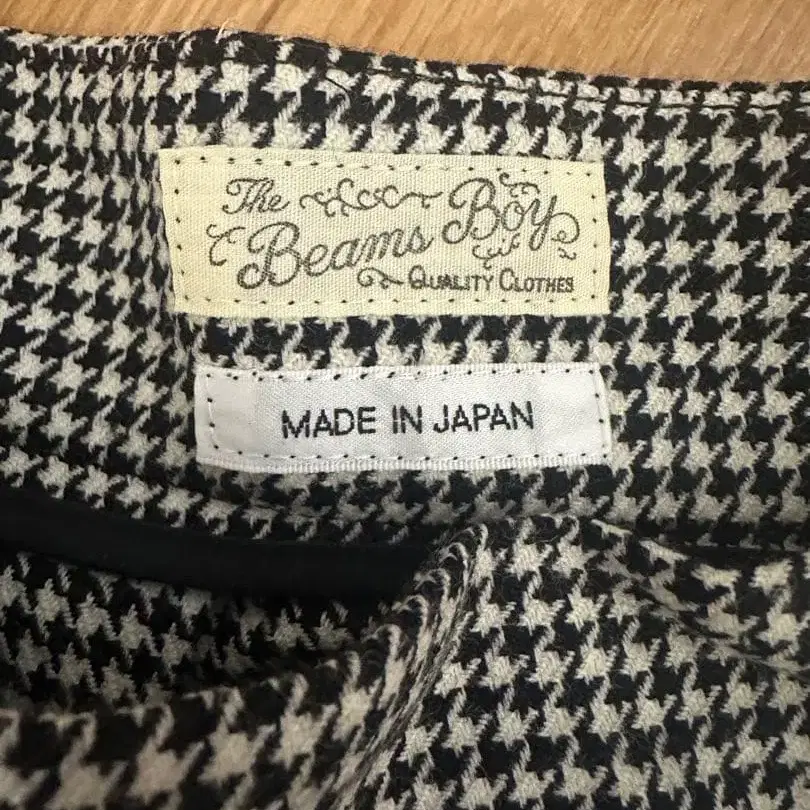 The Beams Boy
QUALITY CLOTHES
MADE IN JAPAN